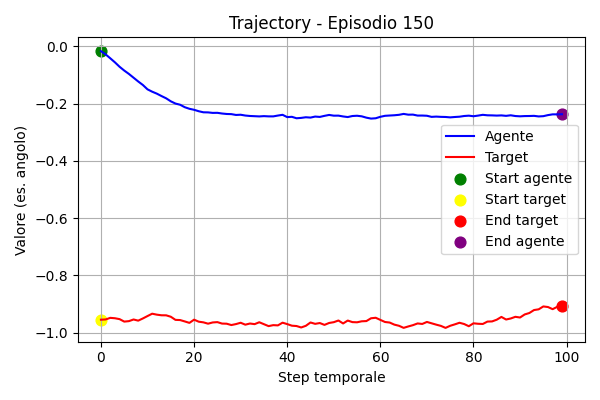 Trajectory - Episodio 150
Valore (es. angolo)
0.0
−0.2
−0.4
−0.6
−0.8
−1.0
Agente
Target
Start agente
Start target
End target
End agente
0 20 40 60 80 100
Step temporale